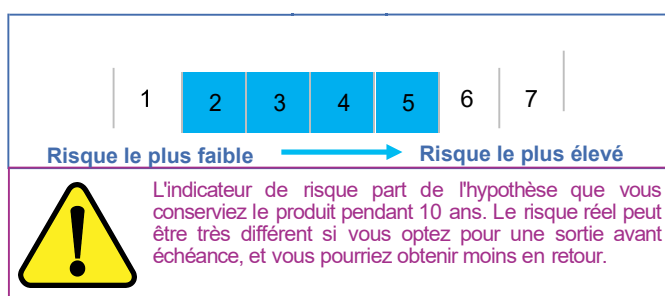 1 2 3 4 5 6 7
Risque le plus faible Risque le plus élevé
L'indicateur de risque part de l'hypothèse que vous
conserviez le produit pendant 10 ans. Le risque réel peut
être très différent si vous optez pour une sortie avant
échéance, et vous pourriez obtenir moins en retour.